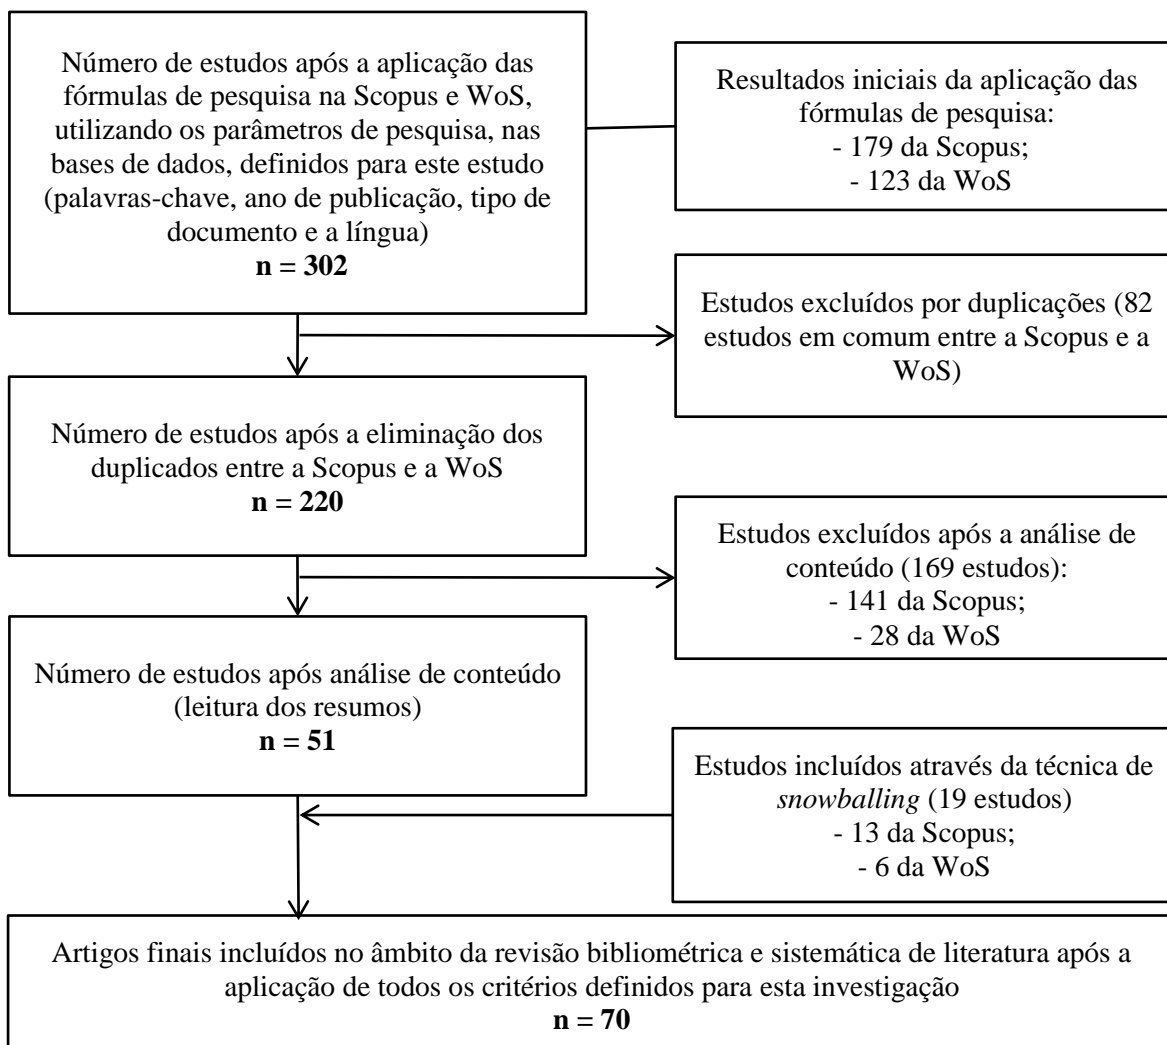 Número de estudos após a aplicação das
fórmulas de pesquisa na Scopus e WoS,
utilizando os parâmetros de pesquisa, nas
bases de dados, definidos para este estudo
(palavras-chave, ano de publicação, tipo de
documento e a língua)
n = 302
Resultados iniciais da aplicação das
fórmulas de pesquisa:
- 179 da Scopus;
- 123 da WoS
Estudos excluídos por duplicações (82
estudos em comum entre a Scopus e a
WoS)
Número de estudos após a eliminação dos
duplicados entre a Scopus e a WoS
n = 220
Estudos excluídos após a análise de
conteúdo (169 estudos):
- 141 da Scopus;
- 28 da WoS
Número de estudos após análise de conteúdo
(leitura dos resumos)
n = 51
Estudos incluídos através da técnica de
snowballing (19 estudos)
- 13 da Scopus;
- 6 da WoS
Artigos finais incluídos no âmbito da revisão bibliométrica e sistemática de literatura após a
aplicação de todos os critérios definidos para esta investigação
n = 70